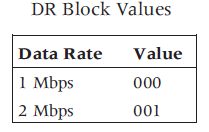 DR Block Values
Data Rate Value
1 Mbps 000
2 Mbps 001